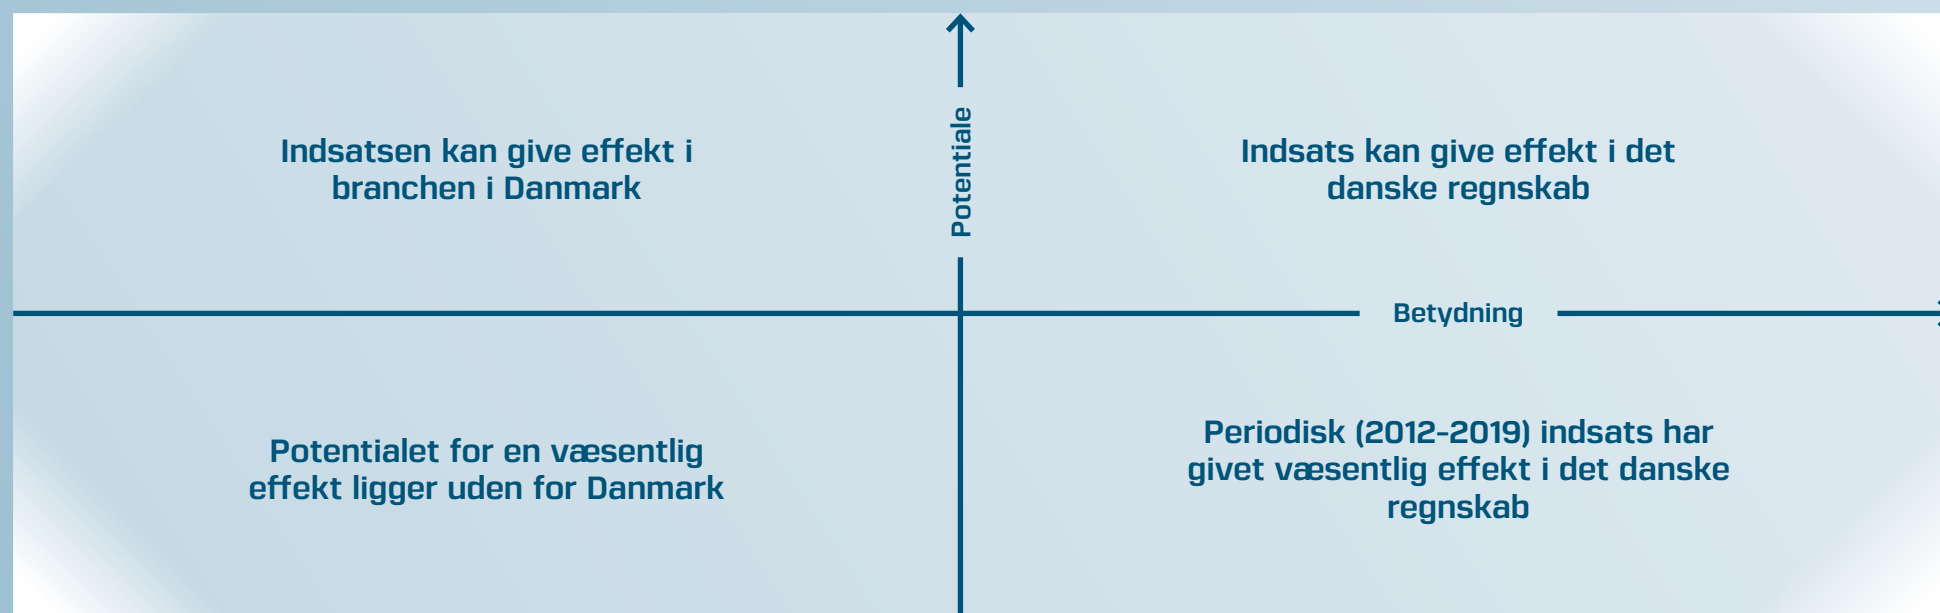 Indsatsen kan give effekt i
branchen i Danmark
Potentiale
Indsats kan give effekt i det
danske regnskab
Betydning
Potentialet for en væsentlig
effekt ligger uden for Danmark
Periodisk (2012-2019) indsats har
givet væsentlig effekt i det danske
regnskab